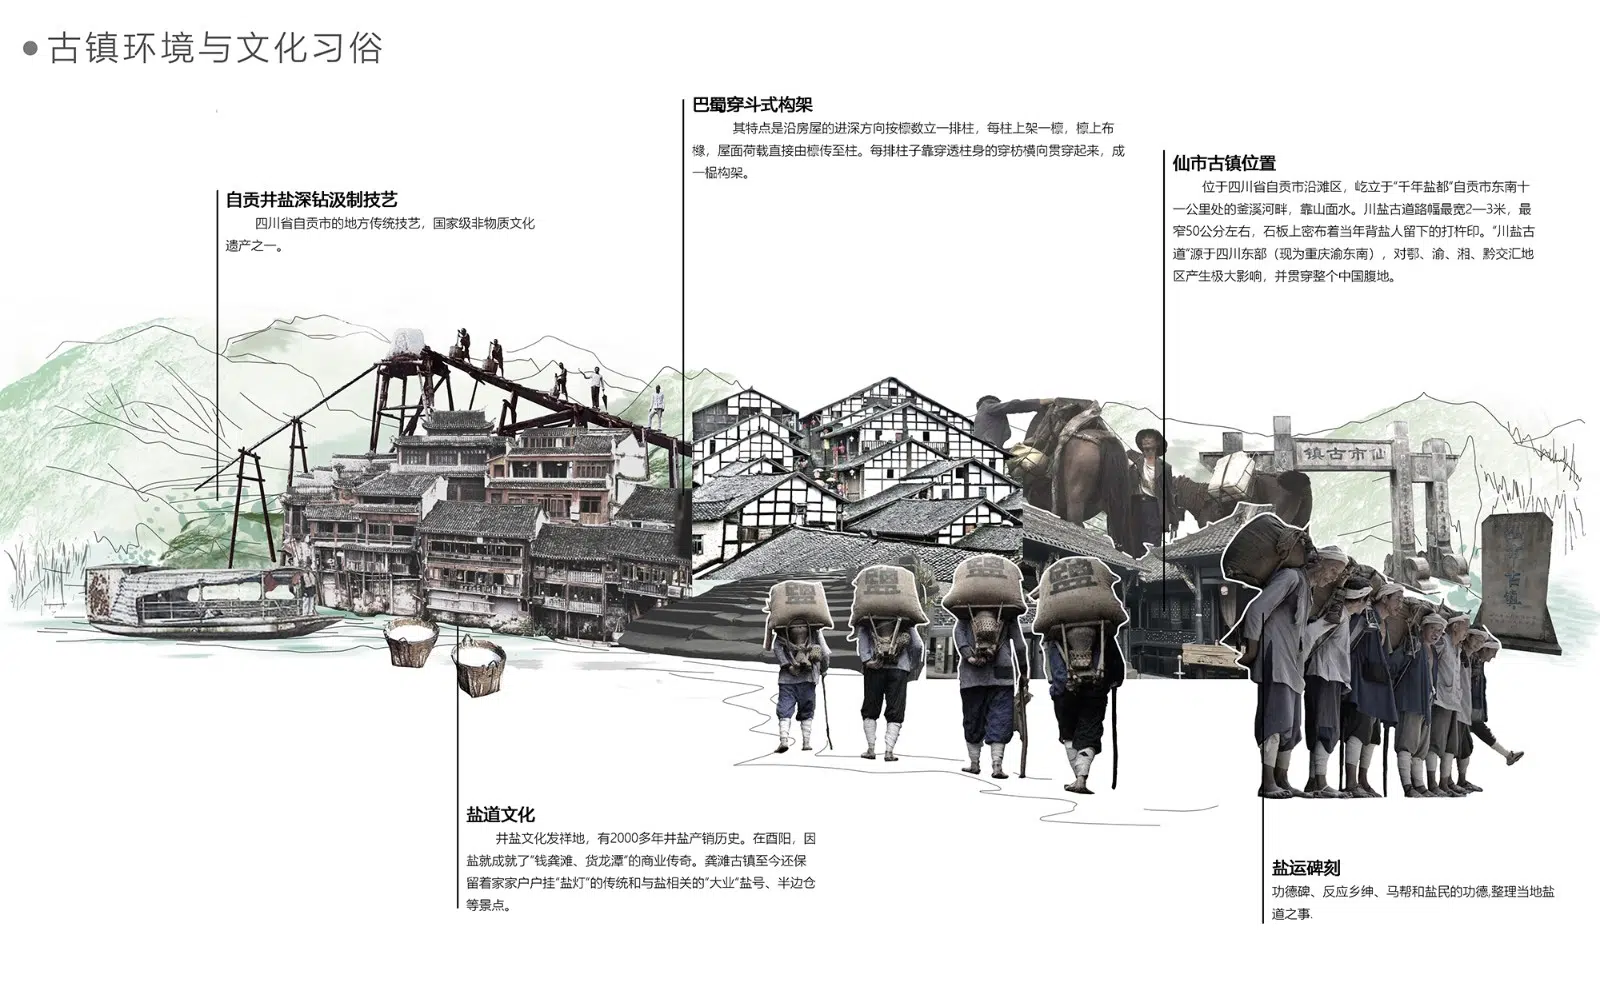 古镇环境与文化习俗
自贡井盐深钻汲制技艺
四川省自贡市的地方传统技艺，国家级非物质文化
遗产之一。
巴蜀穿斗式构架
其特点是沿房屋的进深方向按檩数立一排柱，每柱上架一檩，檩上布
椽，屋面荷载直接由檩传至柱。每排柱子靠穿透柱身的穿枋横向贯穿起来，成
一榀构架。
仙市古镇位置
位于四川省自贡市沿滩区，屹立于“千年盐都”自贡市东南十
一公里处的釜溪河畔，靠山面水。川盐古道路幅最宽2—3米，最
窄50公分左右，石板上密布着当年背盐人留下的打杵印。“川盐古
道”源于四川东部（现为重庆渝东南），对鄂、渝、湘、黔交汇地
区产生极大影响，并贯穿整个中国腹地。
镇古市仙
鹽
鹽
鹽
鹽
古
镇
盐道文化
井盐文化发祥地，有2000多年井盐产销历史。在酉阳，因
盐就成就了“钱龚滩、货龙潭”的商业传奇。龚滩古镇至今还保
留着家家户户挂“盐灯”的传统和与盐相关的“大业”盐号、半边仓
等景点。
盐运碑刻
功德碑、反应乡绅、马帮和盐民的功德,整理当地盐
道之事.